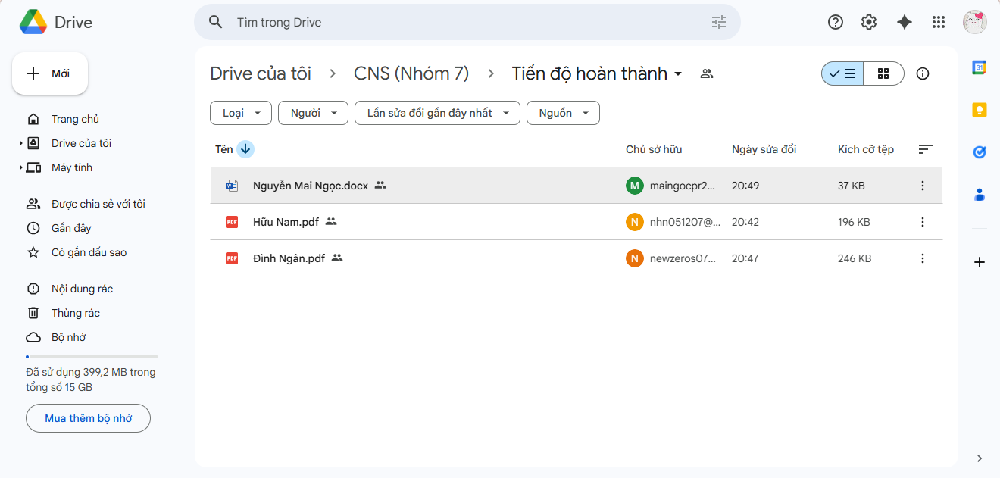 Drive
Tìm trong Drive
Mới
Trang chủ
Drive của tôi
Máy tính
Được chia sẻ với tôi
Gần đây
Có gắn dấu sao
Nội dung rác
Thùng rác
Bộ nhớ
Đã sử dụng 399,2 MB trong
tổng số 15 GB
Mua thêm bộ nhớ
Drive của tôi > CNS (Nhóm 7) > Tiến độ hoàn thành
Loại Người Lần sửa đổi gần đây nhất Nguồn
Tên Chủ sở hữu Ngày sửa đổi Kích cỡ tệp
W Nguyễn Mai Ngọc.docx M maingocpr2... 20:49 37 KB
PDF Hữu Nam.pdf N nhn051207@... 20:42 196 KB
PDF Đình Ngân.pdf N newzeros07... 20:47 246 KB
31